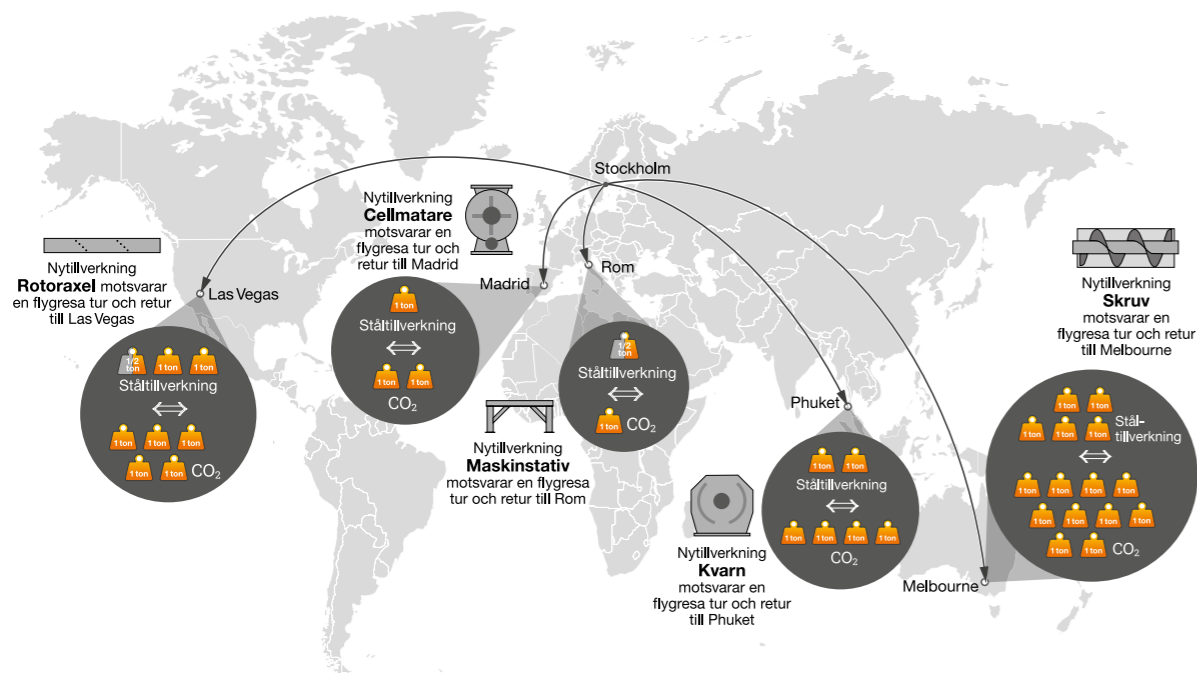 Stockholm
Nytillverkning
Rotoraxel motsvarar
en flygresa tur och retur
till Las Vegas
Las Vegas
1/2
ton
1 ton
1 ton
Ståltillverkning
1 ton
1 ton
1 ton
1 ton
1 ton
CO₂
Nytillverkning
Cellmatare
motsvarar en
flygresa tur och
retur till Madrid
Madrid
1 ton
Ståltillverkning
1 ton
1 ton
CO₂
Rom
1/2
ton
Ståltillverkning
1 ton
CO₂
Nytillverkning
Maskinstativ
motsvarar en flygresa
tur och retur till Rom
Phuket
1 ton
1 ton
Ståltillverkning
1 ton
1 ton
1 ton
1 ton
CO₂
Nytillverkning
Kvarn
motsvarar en
flygresa tur och retur
till Phuket
Nytillverkning
Skruv
motsvarar en
flygresa tur och retur
till Melbourne
1 ton
1 ton
1 ton
1 ton
1 ton
Stål-
tillverkning
1 ton
1 ton
1 ton
1 ton
1 ton
1 ton
1 ton
1 ton
1 ton
1 ton
CO₂
Melbourne